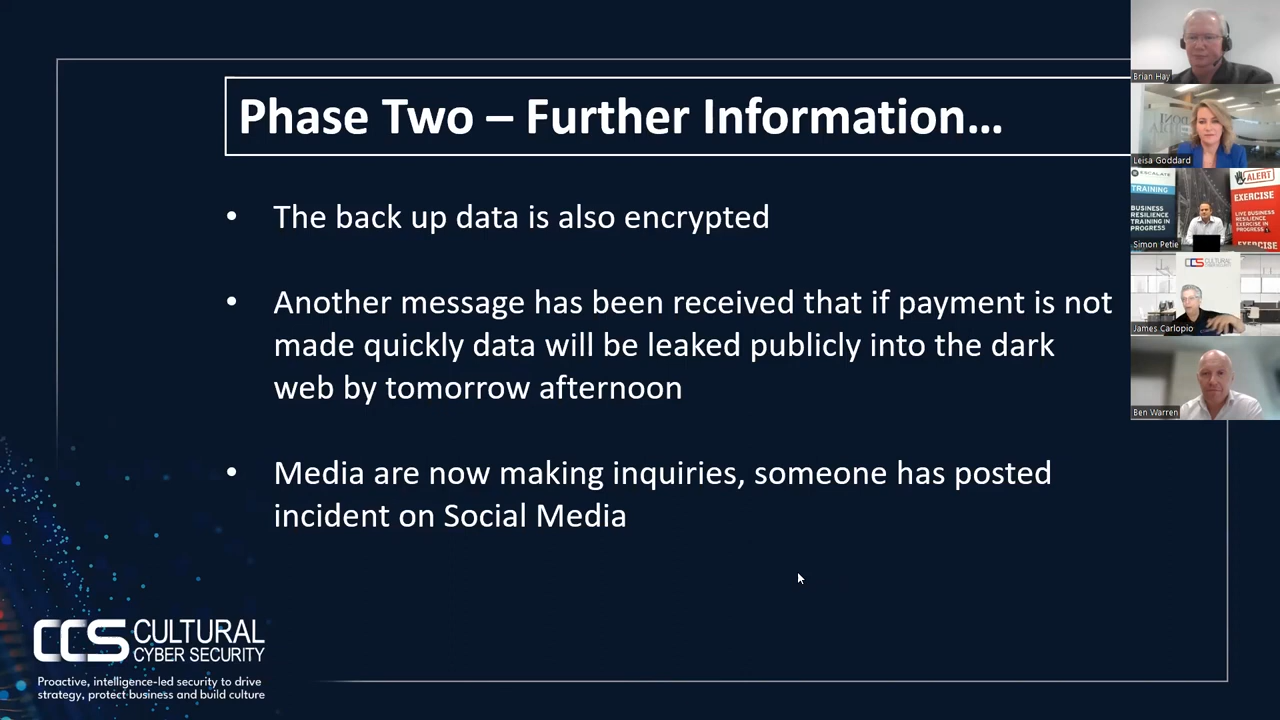 Phase Two – Further Information…
• The back up data is also encrypted
• Another message has been received that if payment is not
made quickly data will be leaked publicly into the dark
web by tomorrow afternoon
• Media are now making inquiries, someone has posted
incident on Social Media
CCS CULTURAL
CYBER SECURITY
Proactive, intelligence-led security to drive
strategy, protect business and build culture
Brian Hay
Leisa Goddard
ESCALATE
TRAINING
BUSINESS
RESILIENCE
TRAINING IN
PROGRESS
ALERT
EXERCISE
LIVE BUSINESS
RESILIENCE
EXERCISE IN
PROGRESS
EXERCISE
Simon Petie
CCS CULTURAL
James Carlopio
Ben Warren